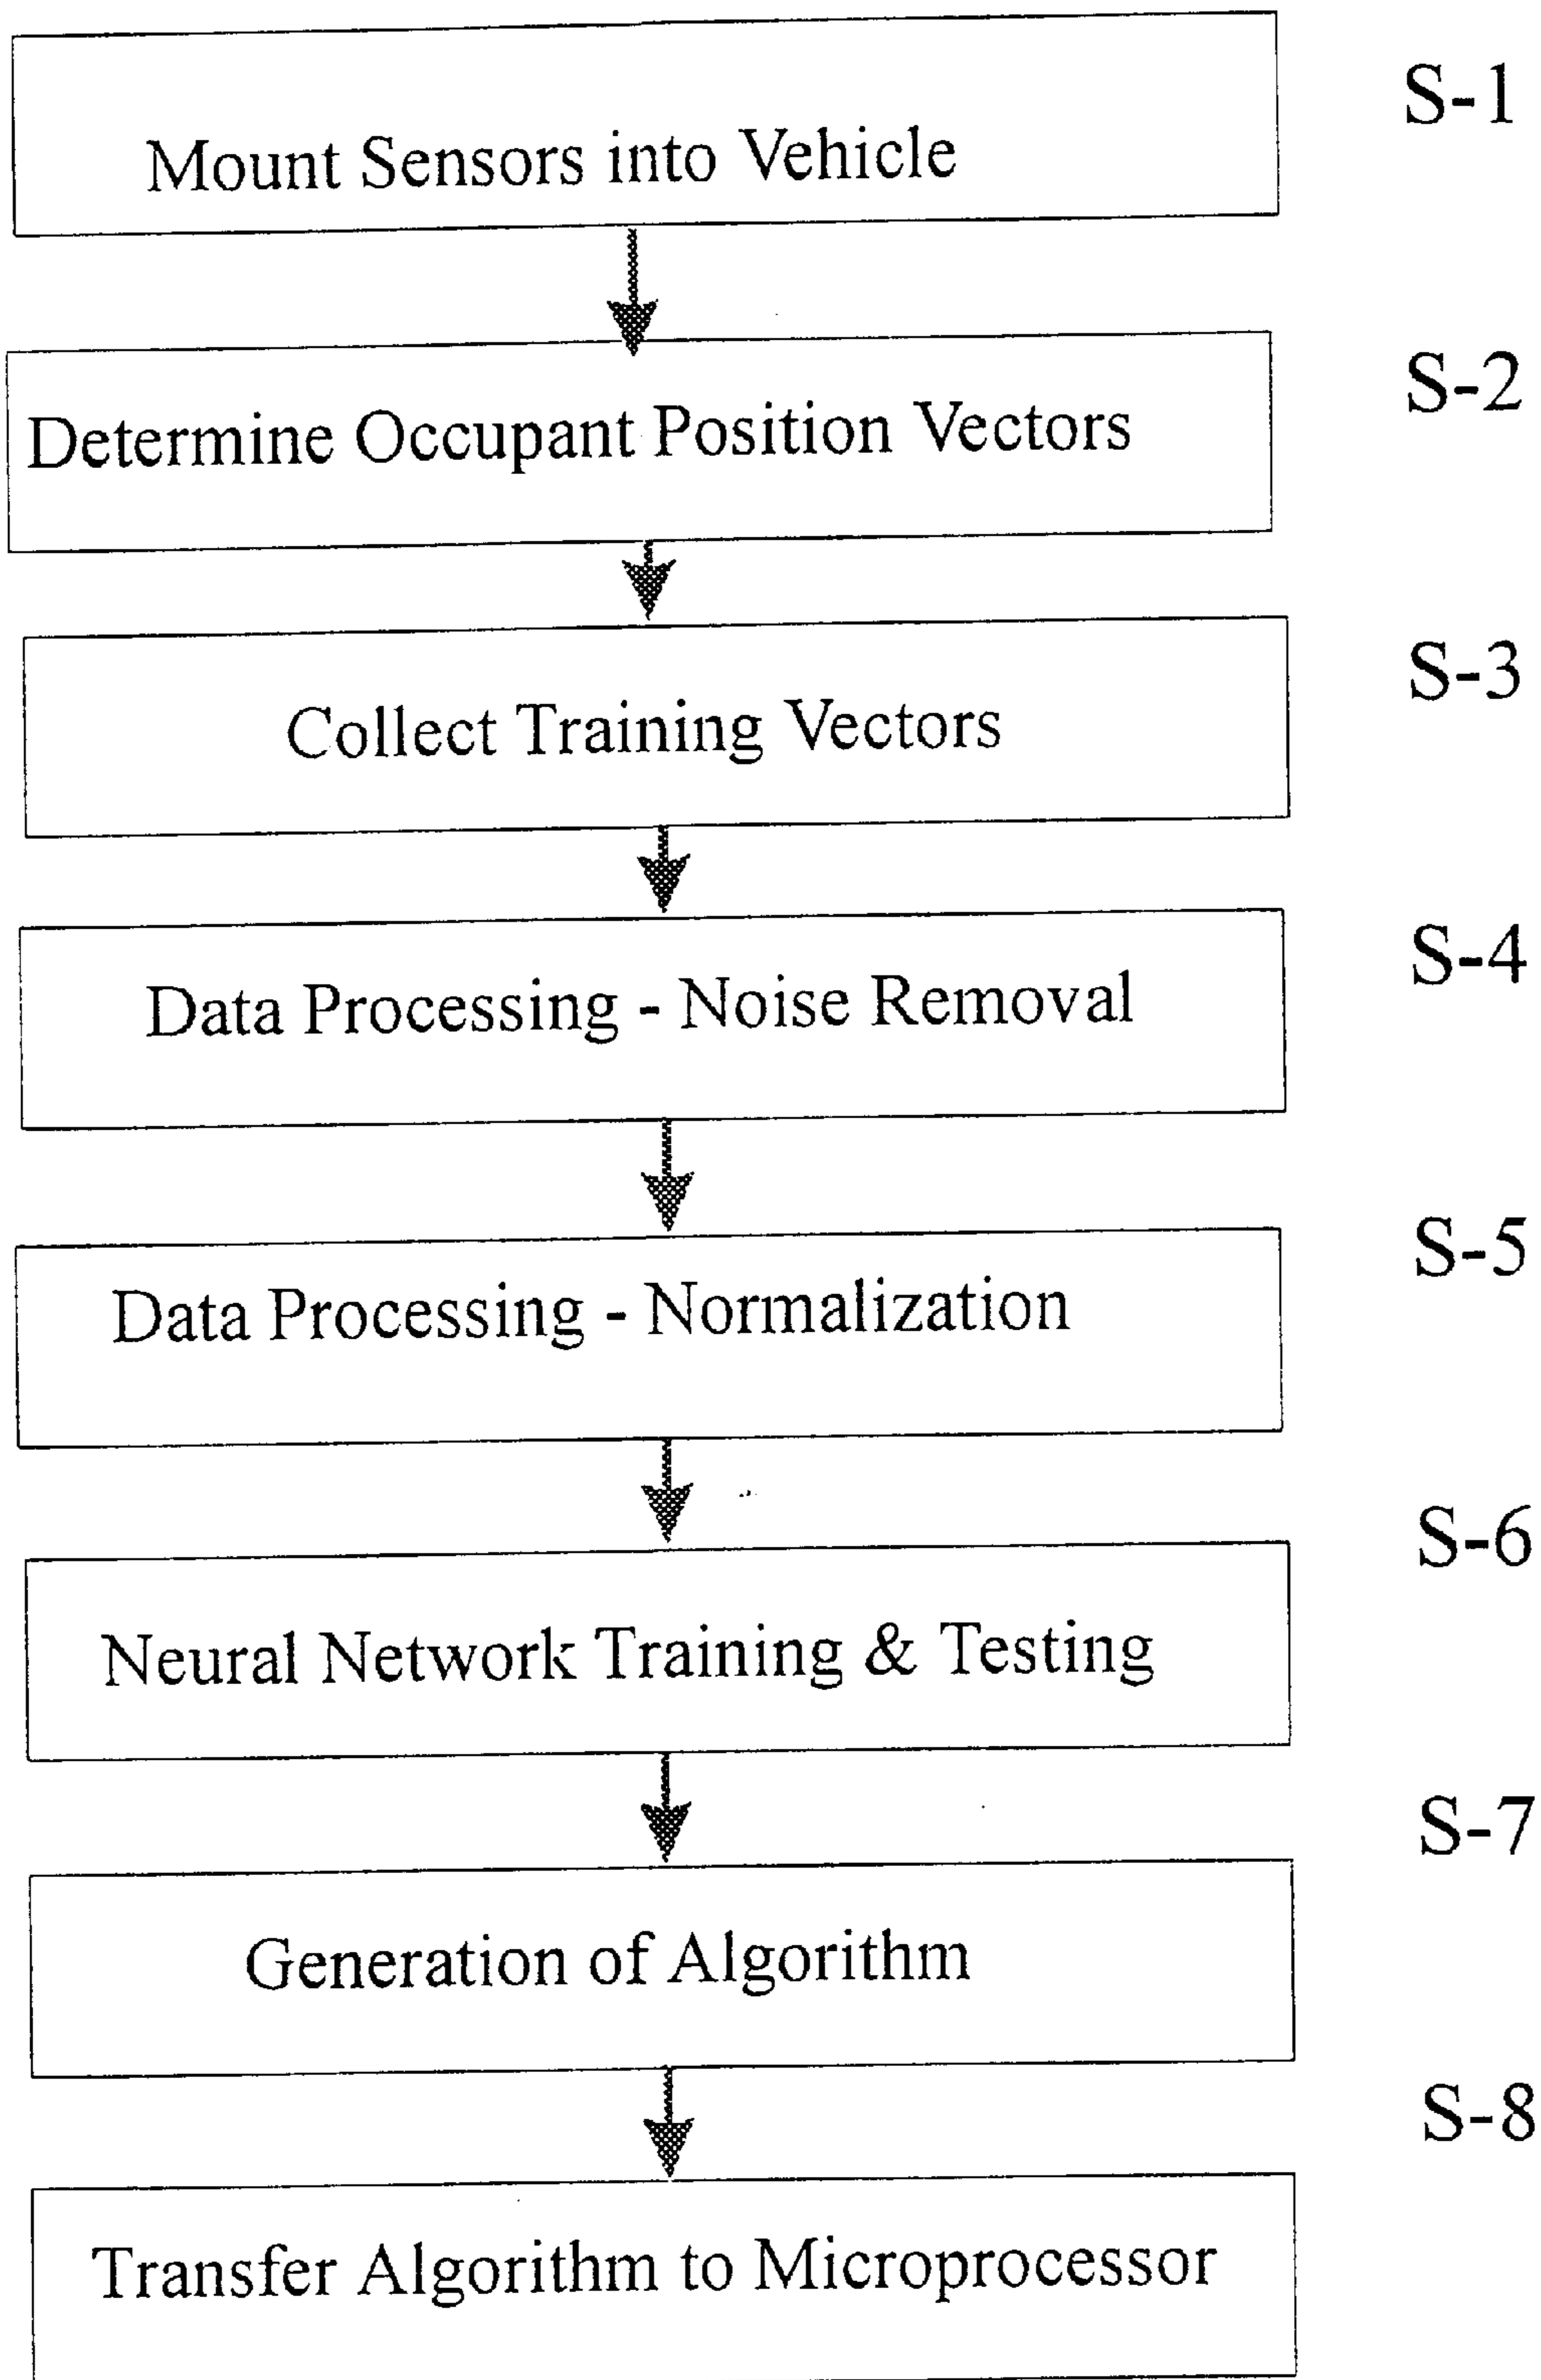 S-1
Mount Sensors into Vehicle
S-2
Determine Occupant Position Vectors
S-3
Collect Training Vectors
S-4
Data Processing - Noise Removal
S-5
Data Processing - Normalization
S-6
Neural Network Training & Testing
S-7
Generation of Algorithm
S-8
Transfer Algorithm to Microprocessor